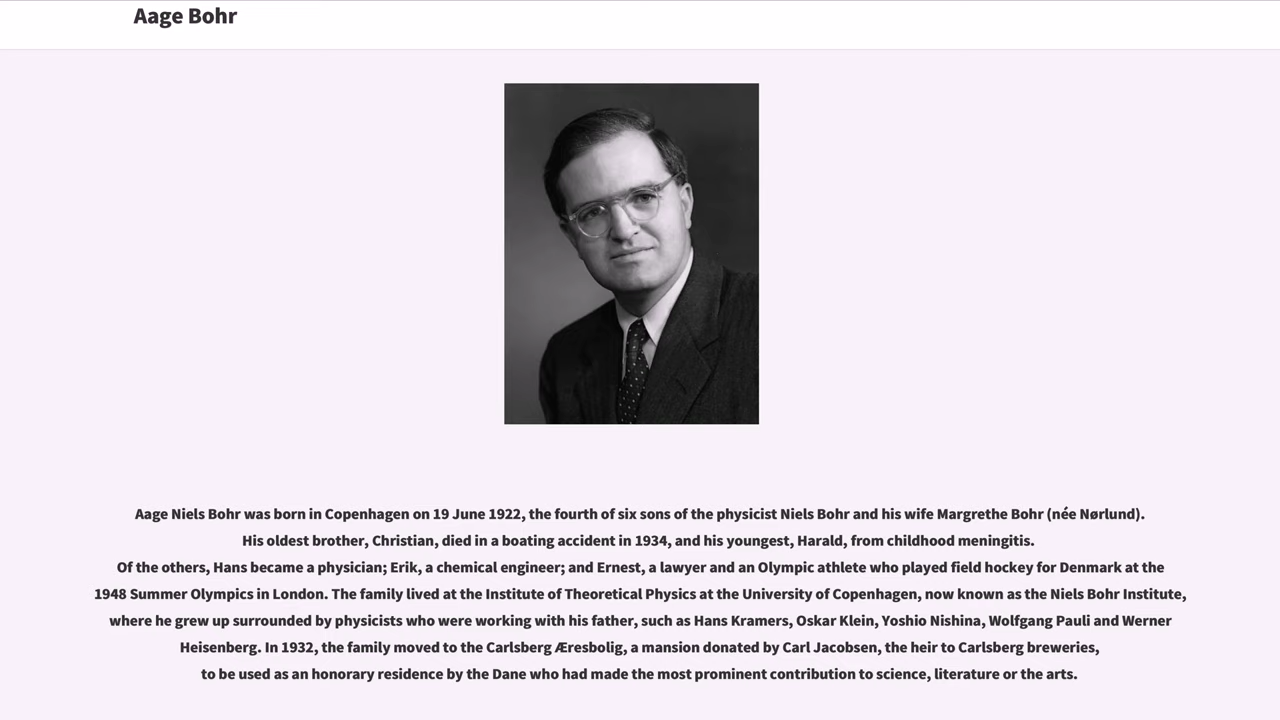 Aage Bohr
Aage Niels Bohr was born in Copenhagen on 19 June 1922, the fourth of six sons of the physicist Niels Bohr and his wife Margrethe Bohr (née Nørlund).
His oldest brother, Christian, died in a boating accident in 1934, and his youngest, Harald, from childhood meningitis.
Of the others, Hans became a physician; Erik, a chemical engineer; and Ernest, a lawyer and an Olympic athlete who played field hockey for Denmark at the
1948 Summer Olympics in London. The family lived at the Institute of Theoretical Physics at the University of Copenhagen, now known as the Niels Bohr Institute,
where he grew up surrounded by physicists who were working with his father, such as Hans Kramers, Oskar Klein, Yoshio Nishina, Wolfgang Pauli and Werner
Heisenberg. In 1932, the family moved to the Carlsberg Æresbolig, a mansion donated by Carl Jacobsen, the heir to Carlsberg breweries,
to be used as an honorary residence by the Dane who had made the most prominent contribution to science, literature or the arts.